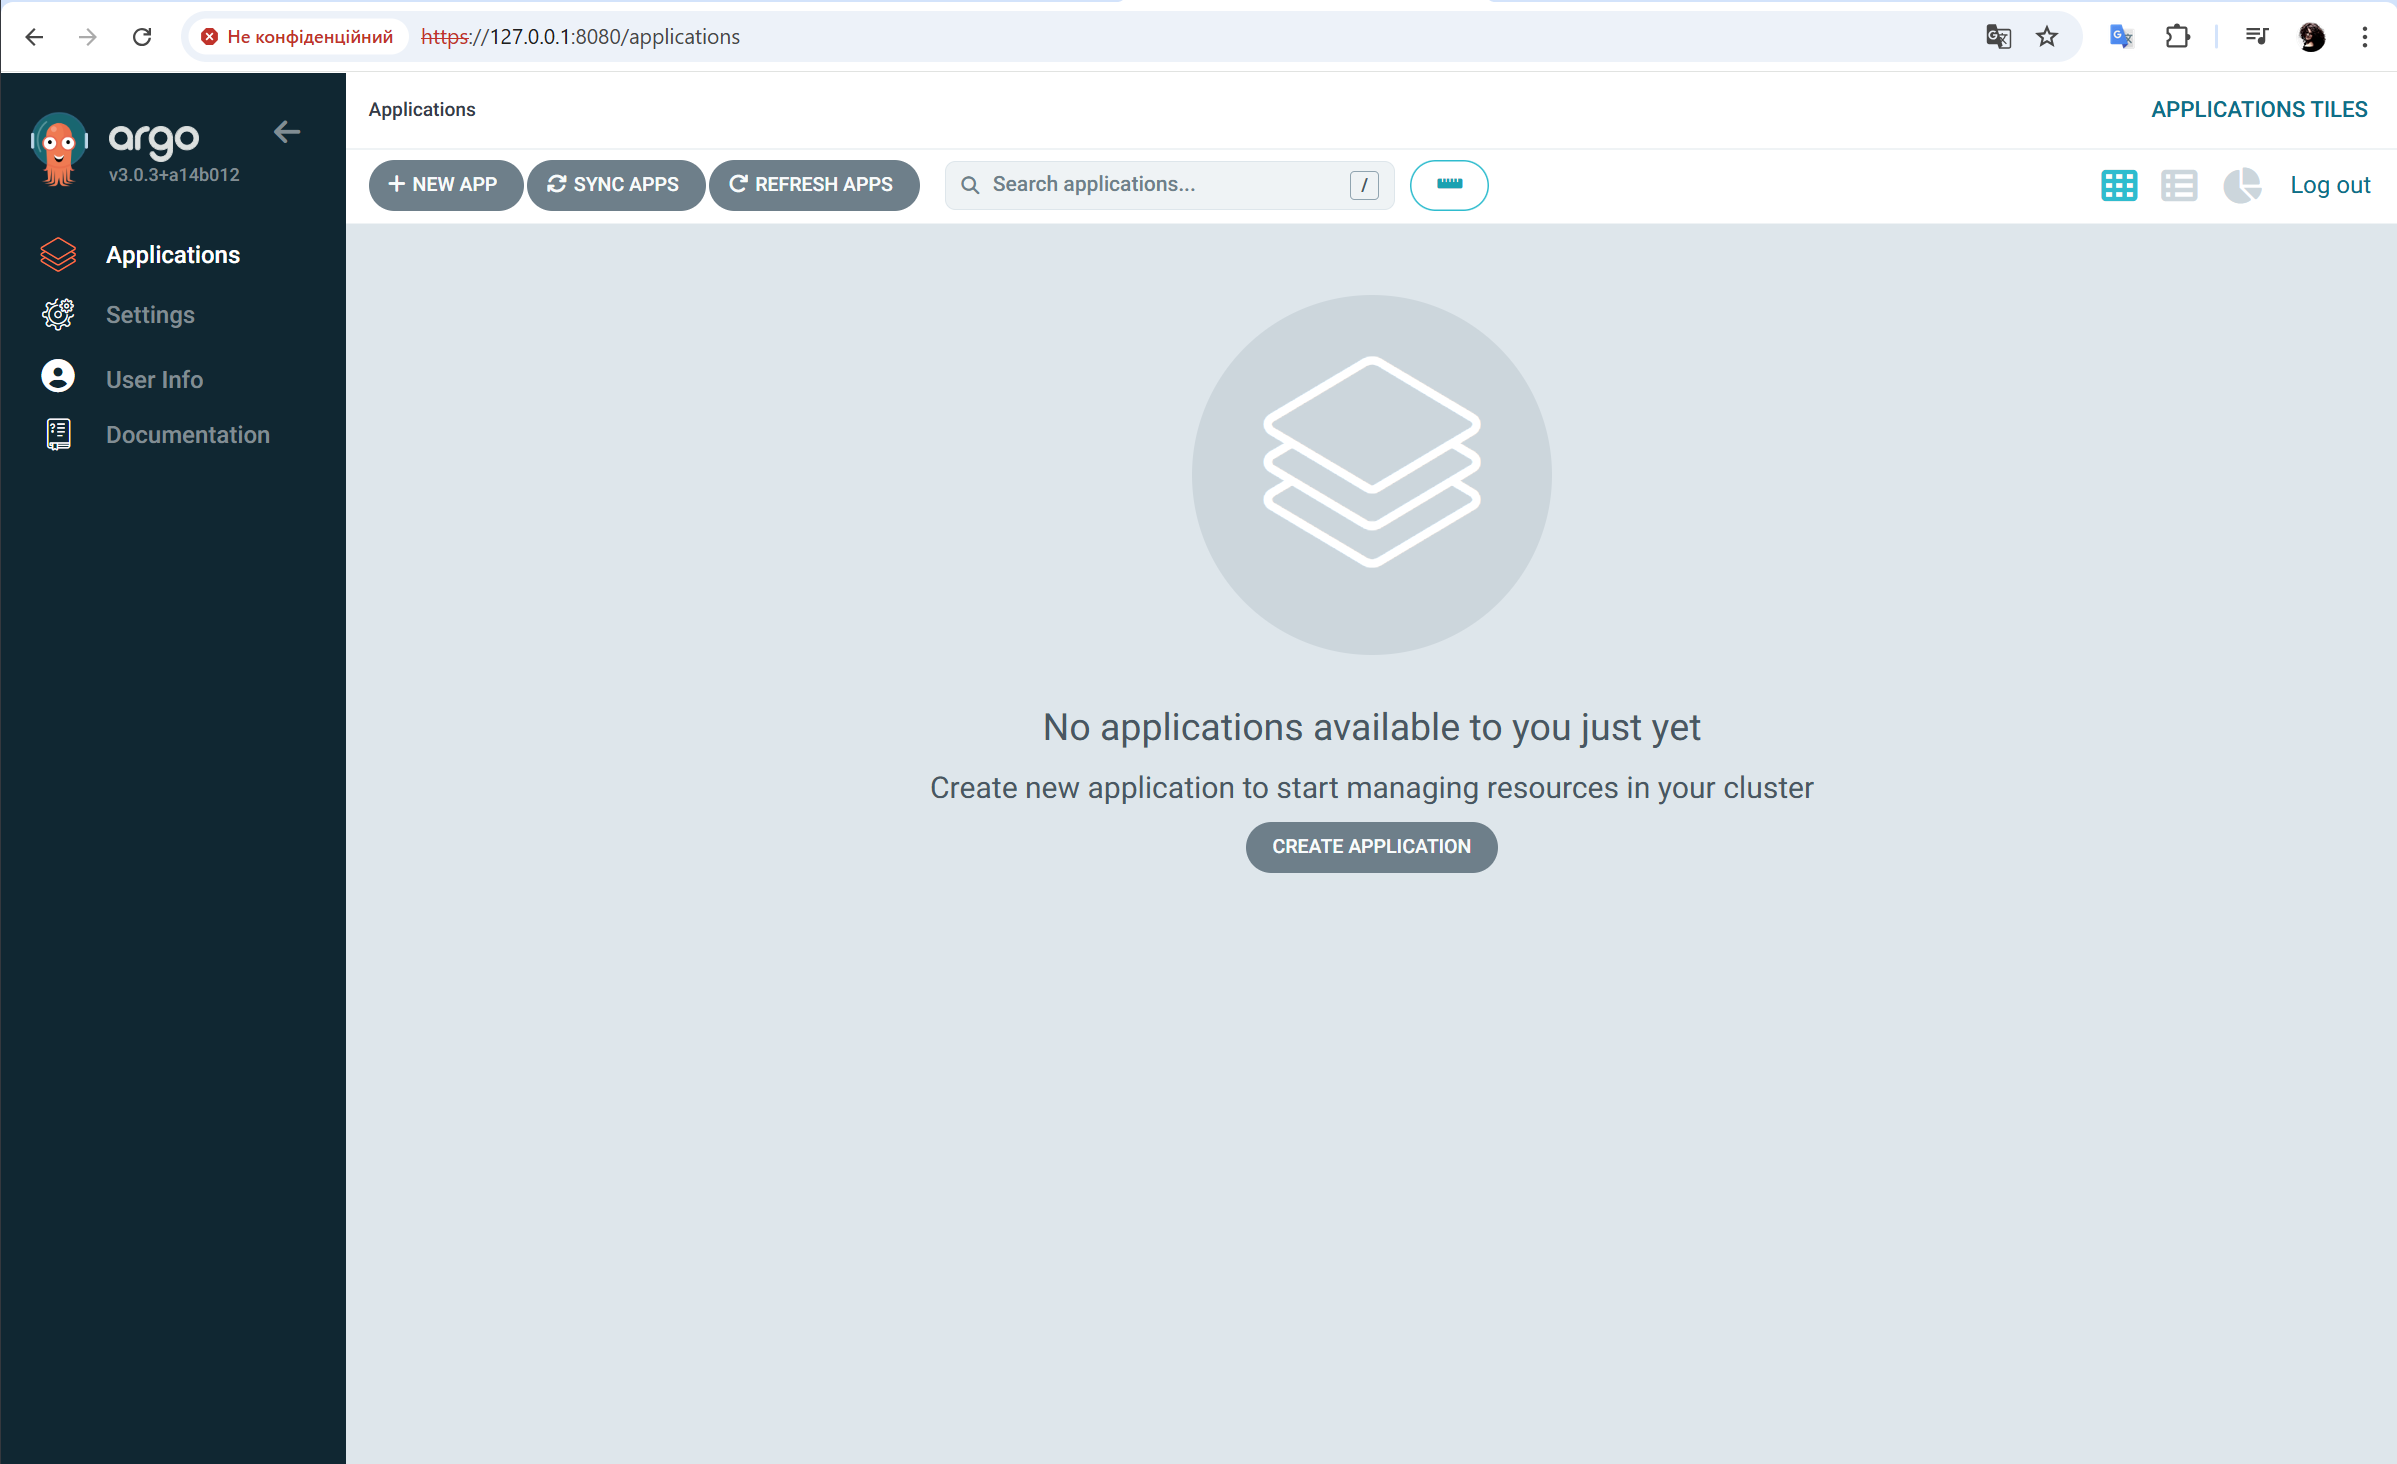 Не конфіденційний https://127.0.0.1:8080/applications
argo
v3.0.3+a14b012
Applications
Settings
User Info
Documentation
Applications
APPLICATIONS TILES
NEW APP SYNC APPS REFRESH APPS Search applications... / Log out
No applications available to you just yet
Create new application to start managing resources in your cluster
CREATE APPLICATION